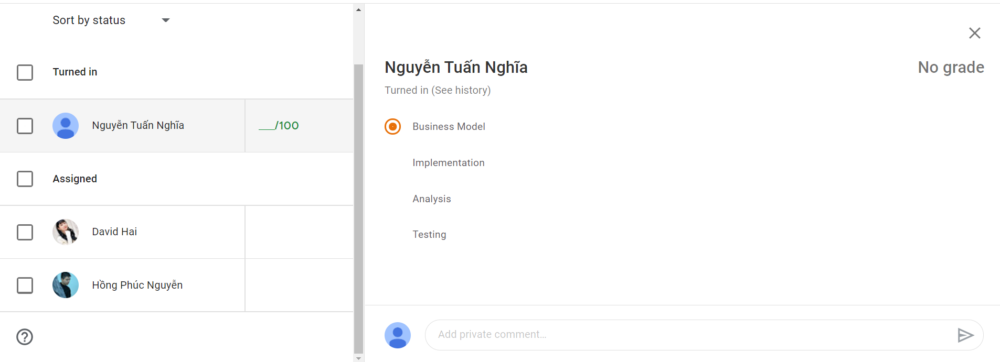 Sort by status
Turned in
Nguyễn Tuấn Nghĩa
___/100
Assigned
David Hai
Hồng Phúc Nguyễn
Nguyễn Tuấn Nghĩa
No grade
Turned in (See history)
Business Model
Implementation
Analysis
Testing
Add private comment...